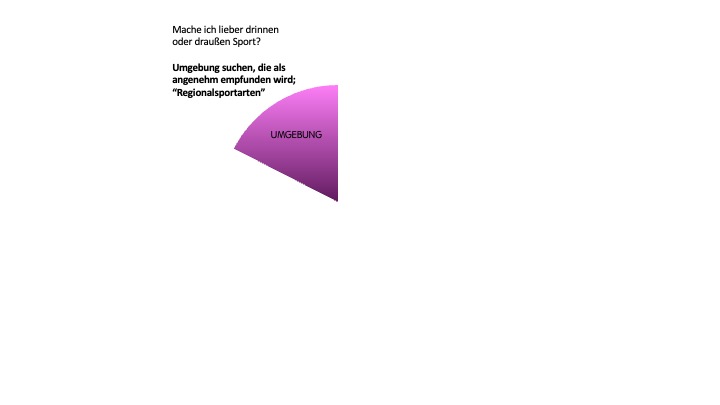 Mache ich lieber drinnen
oder draußen Sport?
Umgebung suchen, die als
angenehm empfunden wird;
“Regionalsportarten”
UMGEBUNG